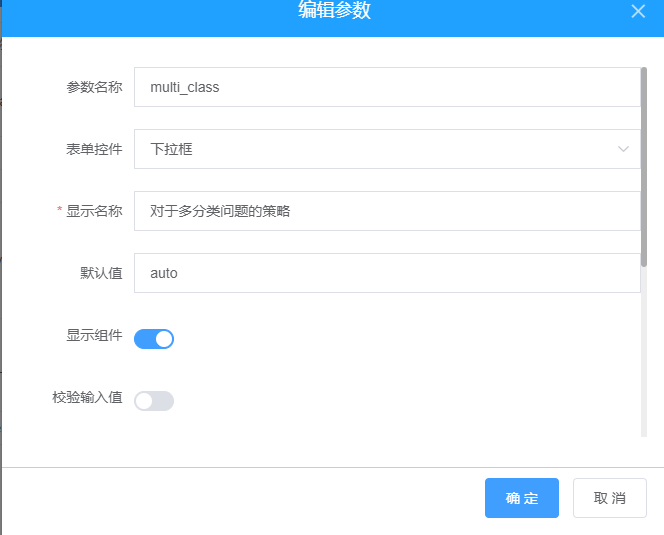 编辑参数
参数名称 multi_class
表单控件 下拉框
* 显示名称 对于多分类问题的策略
默认值 auto
显示组件
校验输入值
确 定 取 消